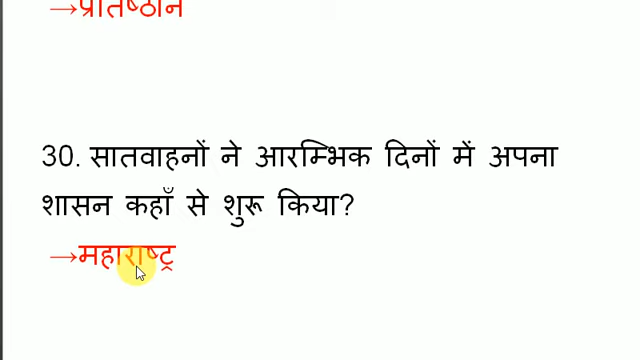 →प्रतिष्ठान
30. सातवाहनों ने आरम्भिक दिनों में अपना
शासन कहाँ से शुरू किया?
→महाराष्ट्र